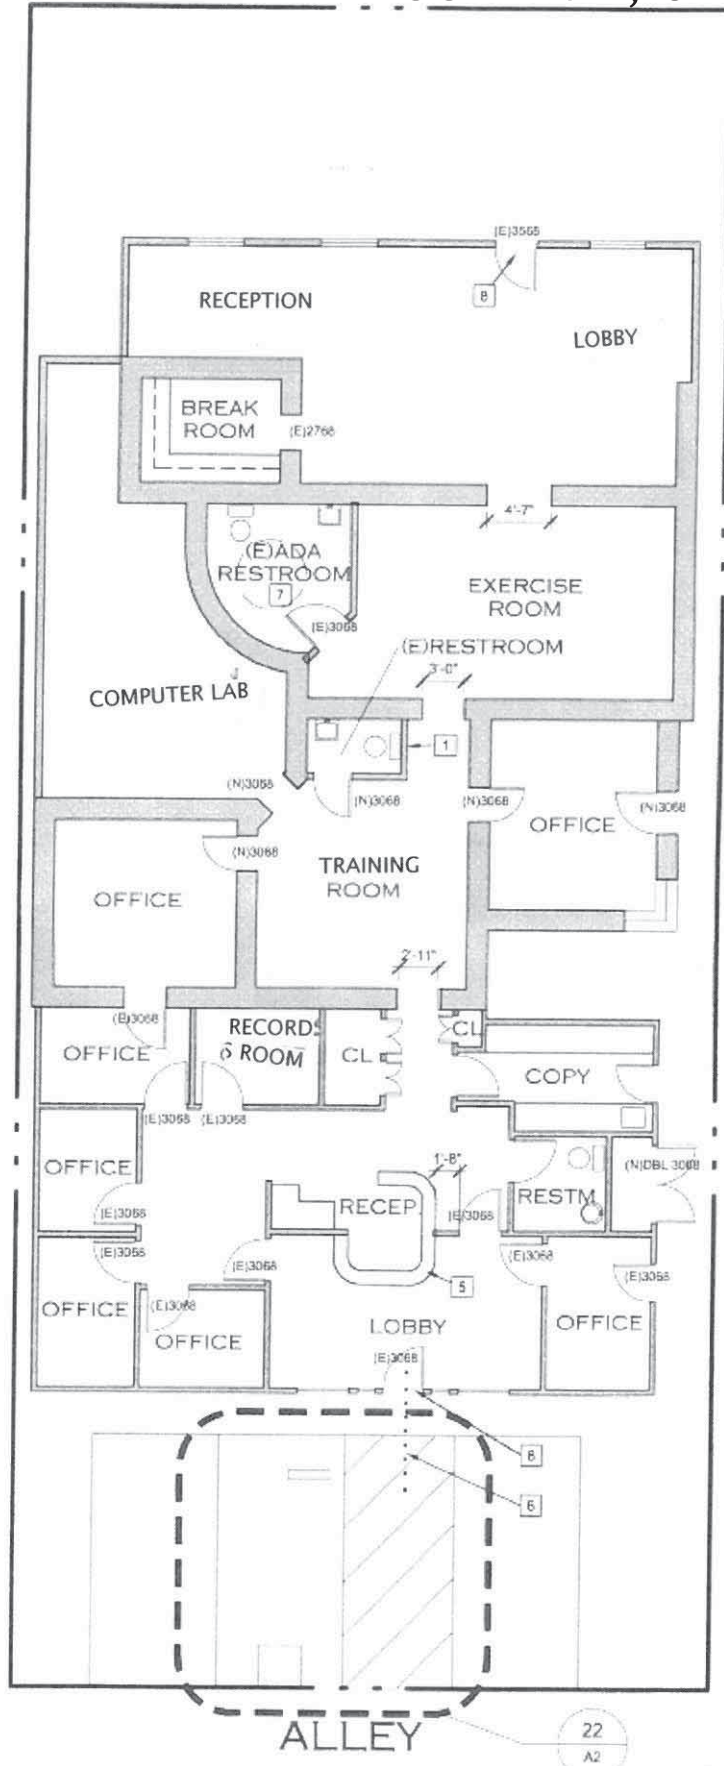 (E)3568
8
RECEPTION
LOBBY
BREAK
ROOM
(E)2768
4'-7"
(E)ADA
RESTROOM
7
(E)3068
EXERCISE
ROOM
(E)RESTROOM
3'-0"
COMPUTER LAB
1
(N)3068
(N)3068
(N)3068
(N)3068
OFFICE
(N)3068
TRAINING
ROOM
OFFICE
2'-11"
(E)3068
OFFICE
RECORDS
ROOM
CL
CL
COPY
(E)3068
(E)3068
OFFICE
1'-8"
(N)DBL 3068
RECEP.
RESTM
(E)3068
(E)3068
(E)3068
(E)3068
(E)3068
(E)3068
5
OFFICE
(E)3068
OFFICE
LOBBY
OFFICE
(E)3068
8
6
ALLEY
22
A2